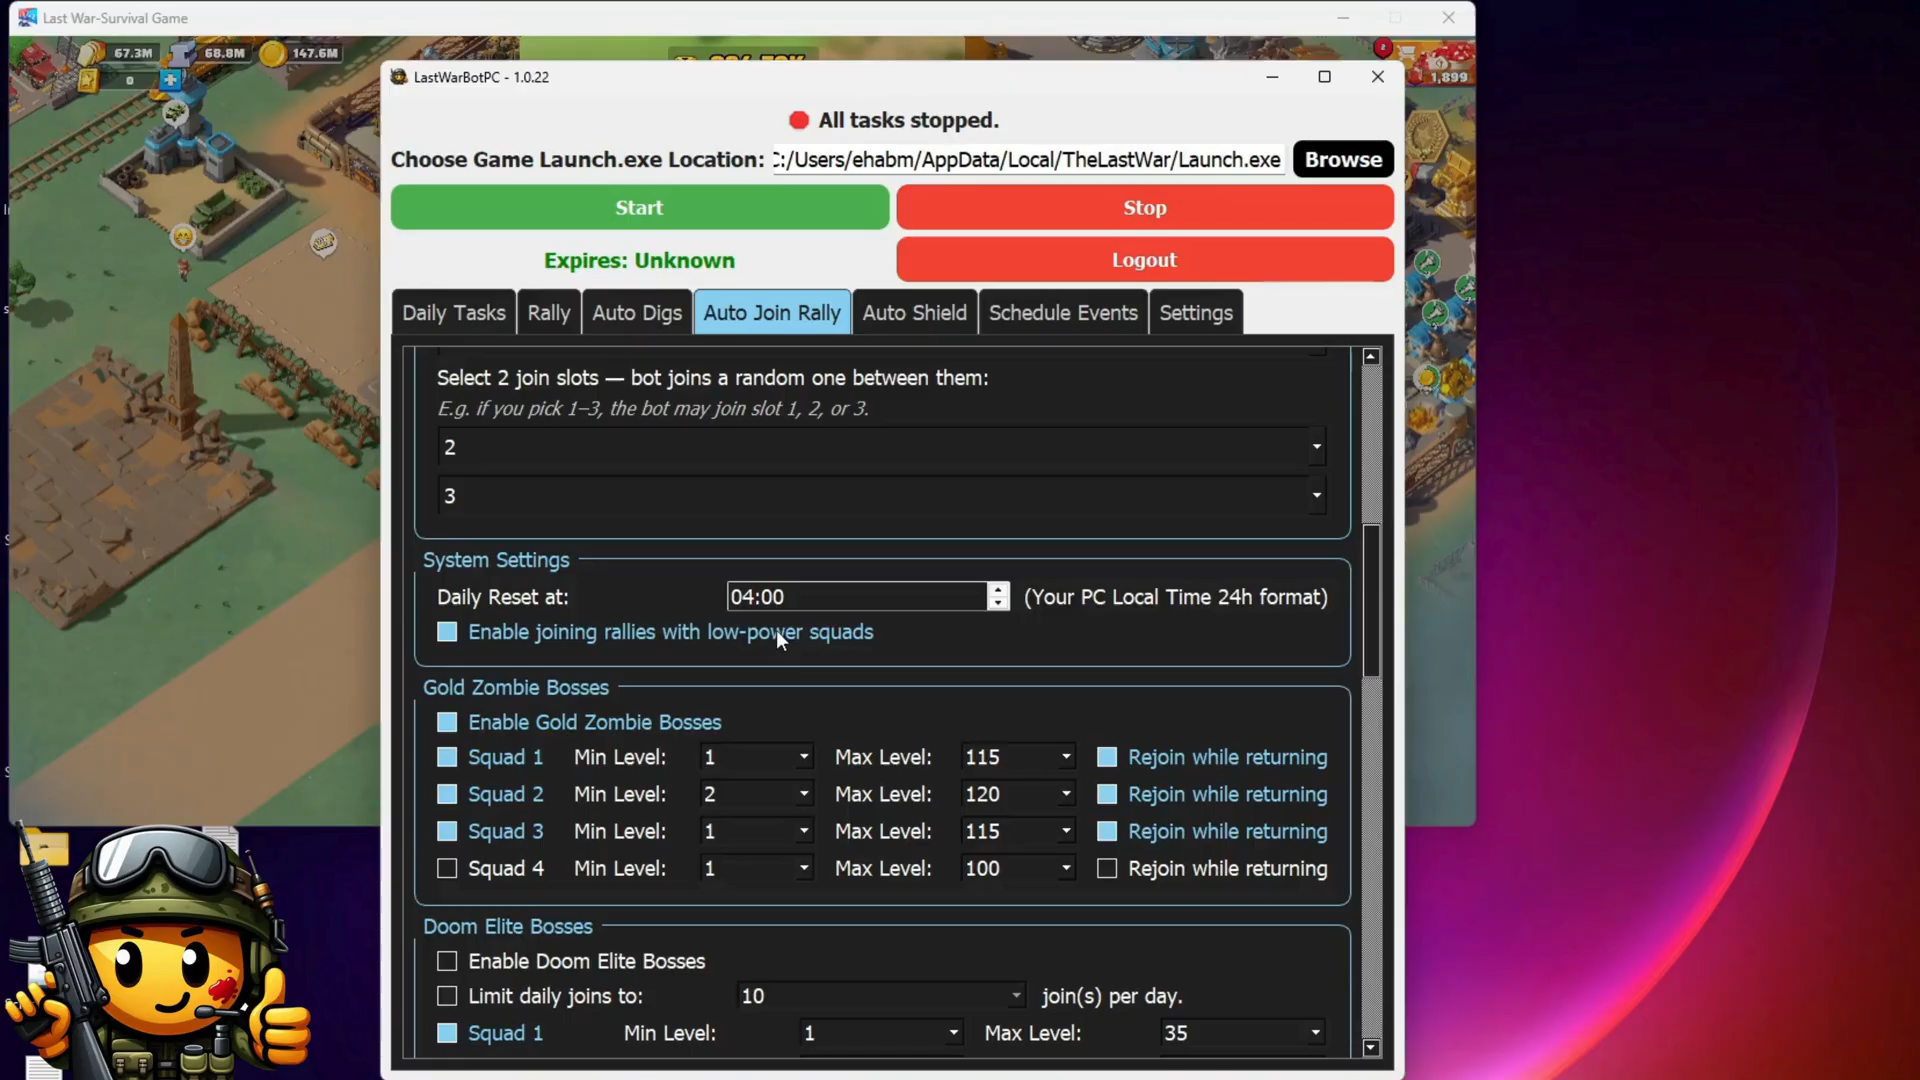 Last War-Survival Game
67.3M
68.8M
147.6M
0
1,899
LastWarBotPC - 1.0.22
All tasks stopped.
Choose Game Launch.exe Location:
C:/Users/ehabm/AppData/Local/TheLastWar/Launch.exe
Browse
Start
Stop
Expires: Unknown
Logout
Daily Tasks
Rally
Auto Digs
Auto Join Rally
Auto Shield
Schedule Events
Settings
Select 2 join slots — bot joins a random one between them:
E.g. if you pick 1–3, the bot may join slot 1, 2, or 3.
2
3
System Settings
Daily Reset at: 04:00 (Your PC Local Time 24h format)
Enable joining rallies with low-power squads
Gold Zombie Bosses
Enable Gold Zombie Bosses
Squad 1 Min Level: 1 Max Level: 115 Rejoin while returning
Squad 2 Min Level: 2 Max Level: 120 Rejoin while returning
Squad 3 Min Level: 1 Max Level: 115 Rejoin while returning
Squad 4 Min Level: 1 Max Level: 100 Rejoin while returning
Doom Elite Bosses
Enable Doom Elite Bosses
Limit daily joins to: 10 join(s) per day.
Squad 1 Min Level: 1 Max Level: 35